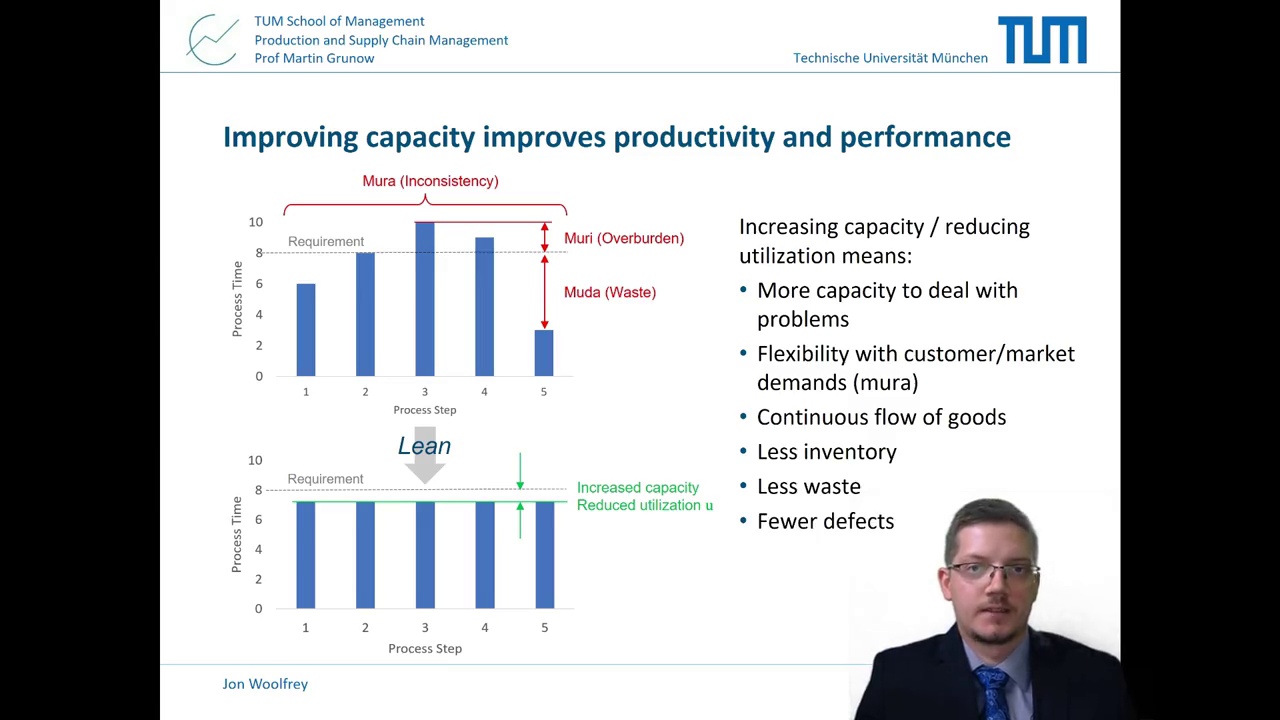 TUM School of Management
Production and Supply Chain Management
Prof Martin Grunow
Technische Universität München
TUM
Improving capacity improves productivity and performance
Mura (Inconsistency)
10
8
6
4
2
0
Process Time
Requirement
Muri (Overburden)
Muda (Waste)
1 2 3 4 5
Process Step
Lean
10
8
6
4
2
0
Process Time
Requirement
Increased capacity
Reduced utilization u
1 2 3 4 5
Process Step
Increasing capacity / reducing
utilization means:
• More capacity to deal with
problems
• Flexibility with customer/market
demands (mura)
• Continuous flow of goods
• Less inventory
• Less waste
• Fewer defects
Jon Woolfrey